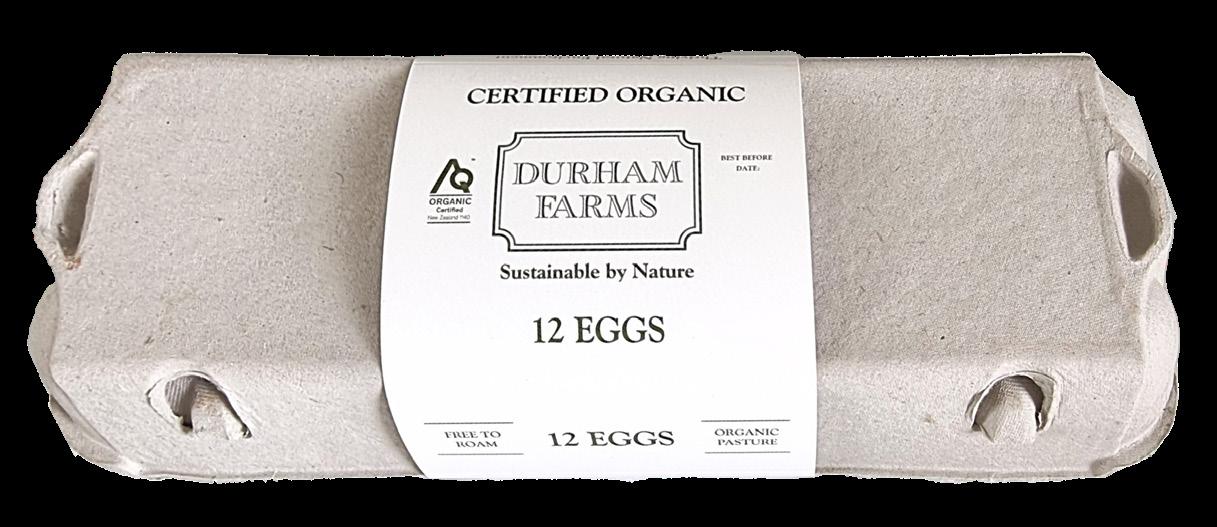 CERTIFIED ORGANIC
AQ
ORGANIC
Certified
DURHAM
FARMS
BEST BEFORE
DATE:
Sustainable by Nature
12 EGGS
FREE TO
ROAM
12 EGGS
ORGANIC
PASTURE